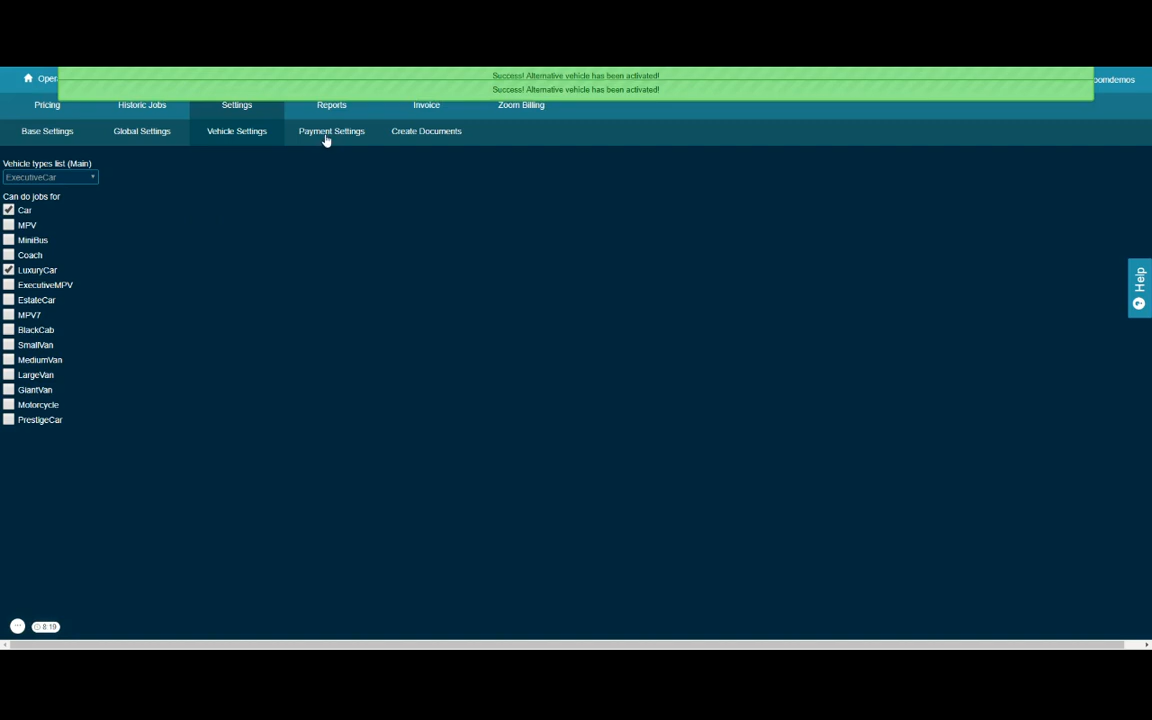 Success! Alternative vehicle has been activated!
Success! Alternative vehicle has been activated!
Pricing Historic Jobs Settings Reports Invoice Zoom Billing
Base Settings Global Settings Vehicle Settings Payment Settings Create Documents
Vehicle types list (Main)
ExecutiveCar
Can do jobs for
Car
MPV
MiniBus
Coach
LuxuryCar
ExecutiveMPV
EstateCar
MPV7
BlackCab
SmallVan
MediumVan
LargeVan
GiantVan
Motorcycle
PrestigeCar
Help
8 19